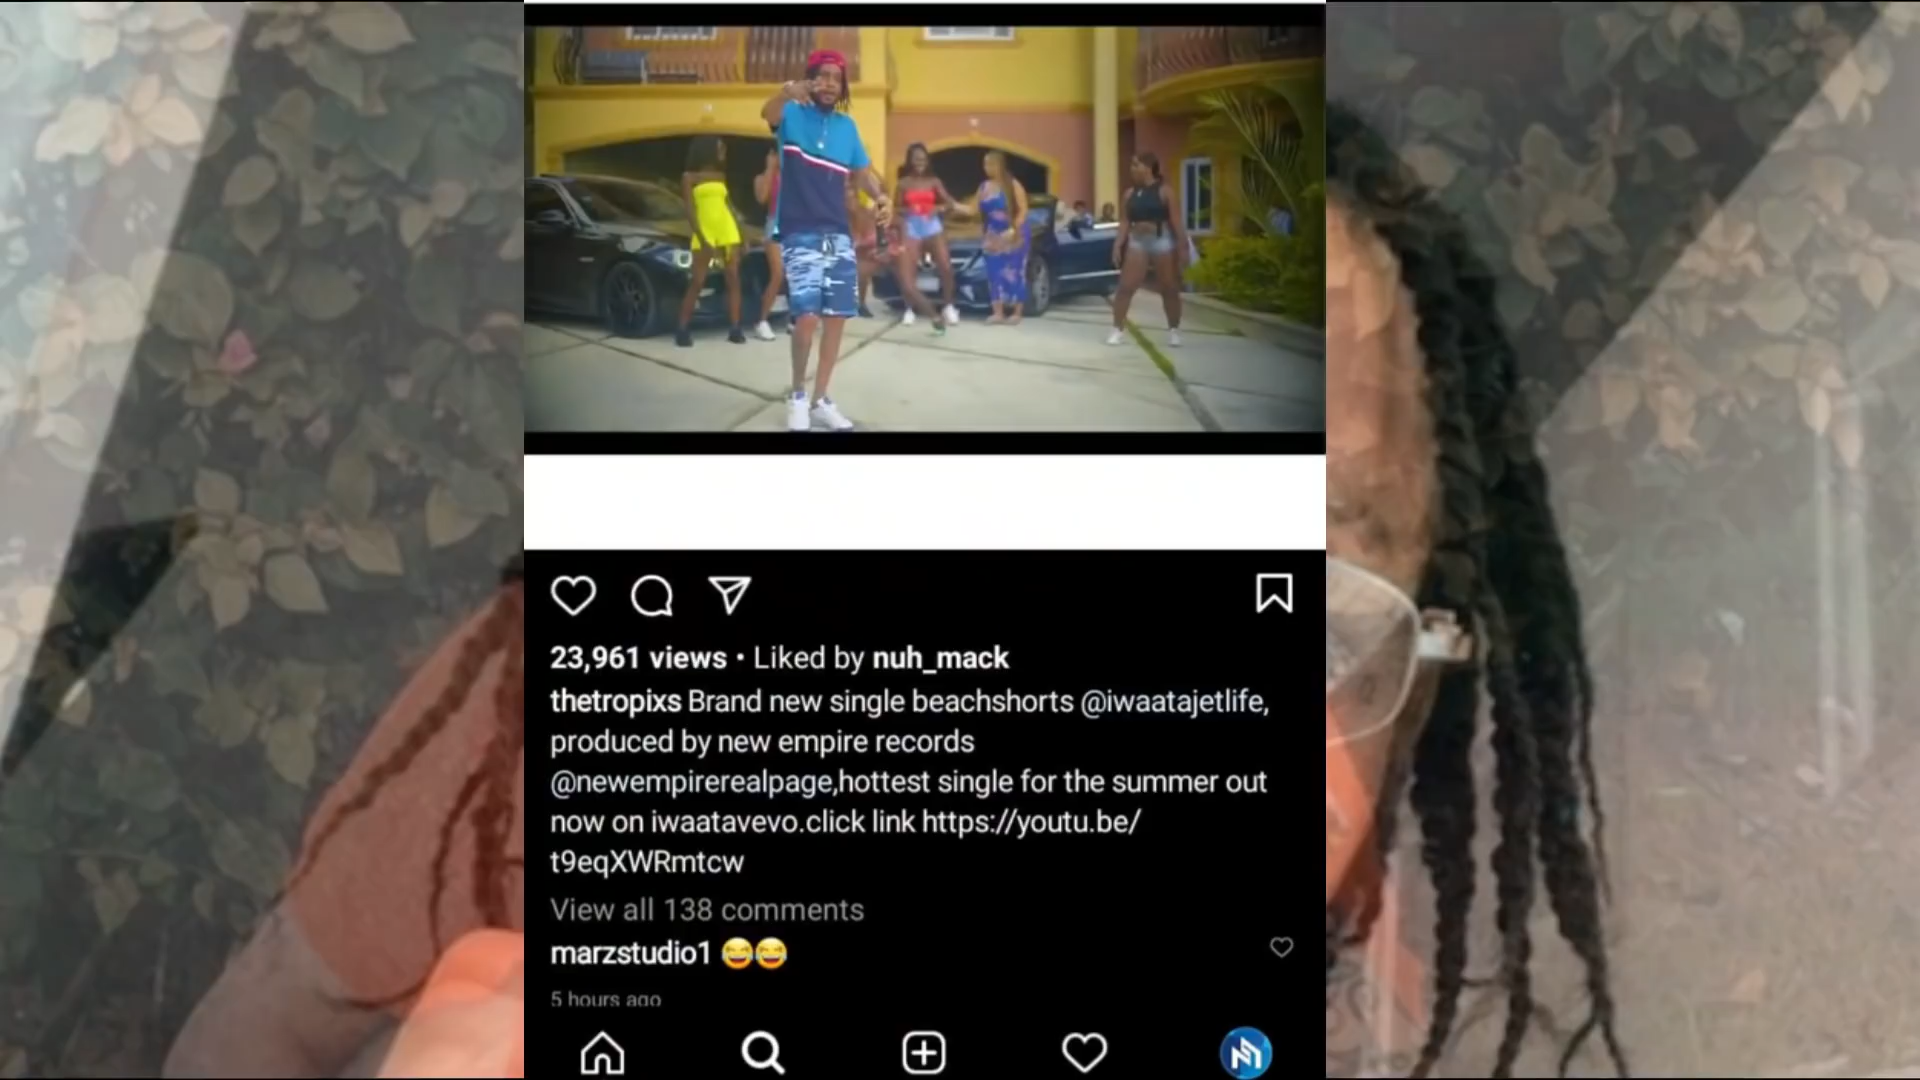 23,961 views • Liked by nuh_mack
thetropixs Brand new single beachshorts @iwaatajetlife,
produced by new empire records
@newempirerealpage,hottest single for the summer out
now on iwaatavevo.click link https://youtu.be/
t9eqXWRmtcw
View all 138 comments
marzstudio1 😂😂
5 hours ago